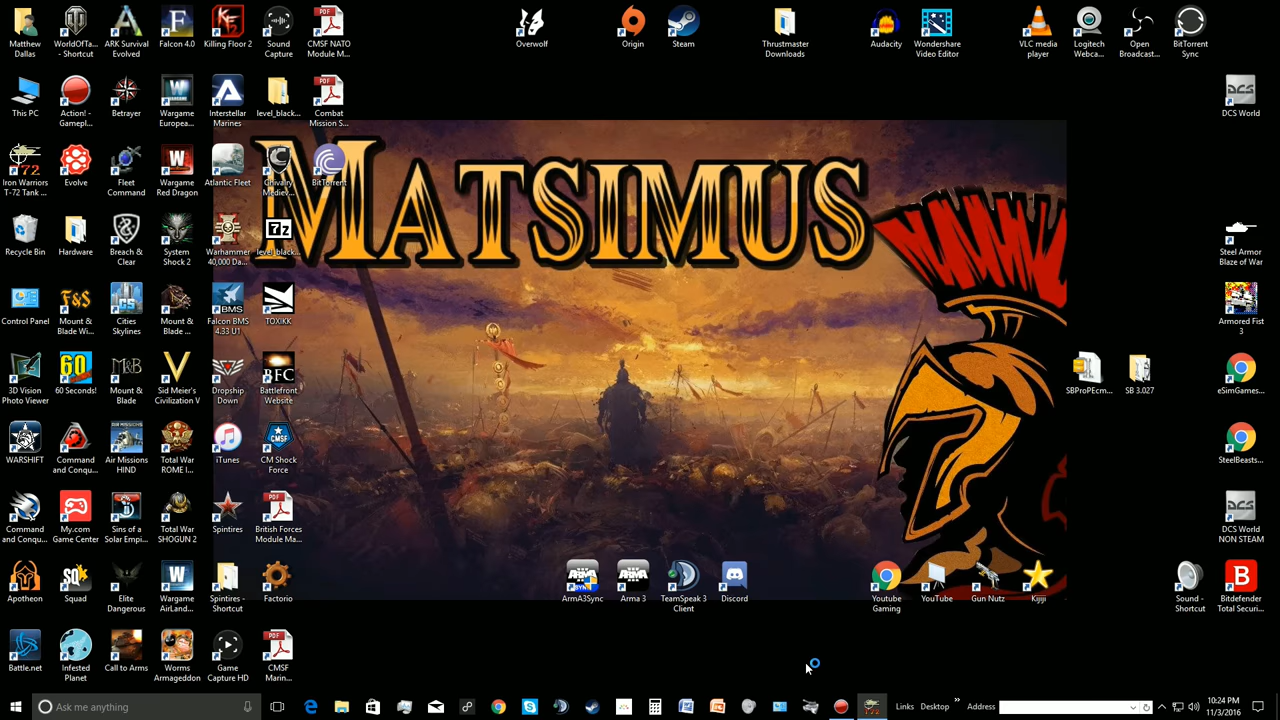 Matthew
Dallas
WorldOfTa...
- Shortcut
ARK Survival
Evolved
Falcon 4.0
Killing Floor 2
Sound
Capture
CMSF NATO
Module M...
Overwolf
Origin
Steam
Thrustmaster
Downloads
Audacity
Wondershare
Video Editor
VLC media
player
Logitech
Webca...
Open
Broadcast...
BitTorrent
Sync
This PC
Action! -
Gamepl...
Betrayer
Wargame
European...
Interstellar
Marines
level_black...
Combat
Mission S...
DCS World
Iron Warriors
T-72 Tank ...
Evolve
Fleet
Command
Wargame
Red Dragon
Atlantic Fleet
Chivalry
Mediev...
BitTorrent
MATSIMUS
Recycle Bin
Hardware
Breach &
Clear
System
Shock 2
Warhammer
40,000 Da...
level_black...
Steel Armor
Blaze of War
Control Panel
Mount &
Blade Wi...
Cities
Skylines
Mount &
Blade ...
Falcon BMS
4.33 U1
TOXIKK
Armored Fist
3
3D Vision
Photo Viewer
60 Seconds!
Mount &
Blade
Sid Meier's
Civilization V
Dropship
Down
Battlefront
Website
SBProPEcm...
SB 3.027
eSimGames...
WARSHIFT
Command
and Conqu...
Air Missions
HIND
Total War
ROME I...
iTunes
CM Shock
Force
SteelBeasts...
Command
and Conqu...
My.com
Game Center
Sins of a
Solar Empi...
Total War
SHOGUN 2
Spintires
British Forces
Module Ma...
DCS World
NON STEAM
Apotheon
Squad
Elite
Dangerous
Wargame
AirLand...
Spintires -
Shortcut
Factorio
ArmA3Sync
Arma 3
TeamSpeak 3
Client
Discord
Youtube
Gaming
YouTube
Gun Nutz
Kijiji
Sound -
Shortcut
Bitdefender
Total Securi...
Battle.net
Infested
Planet
Call to Arms
Worms
Armageddon
Game
Capture HD
CMSF
Marin...
Ask me anything
Links
Desktop
Address
10:24 PM
11/3/2016